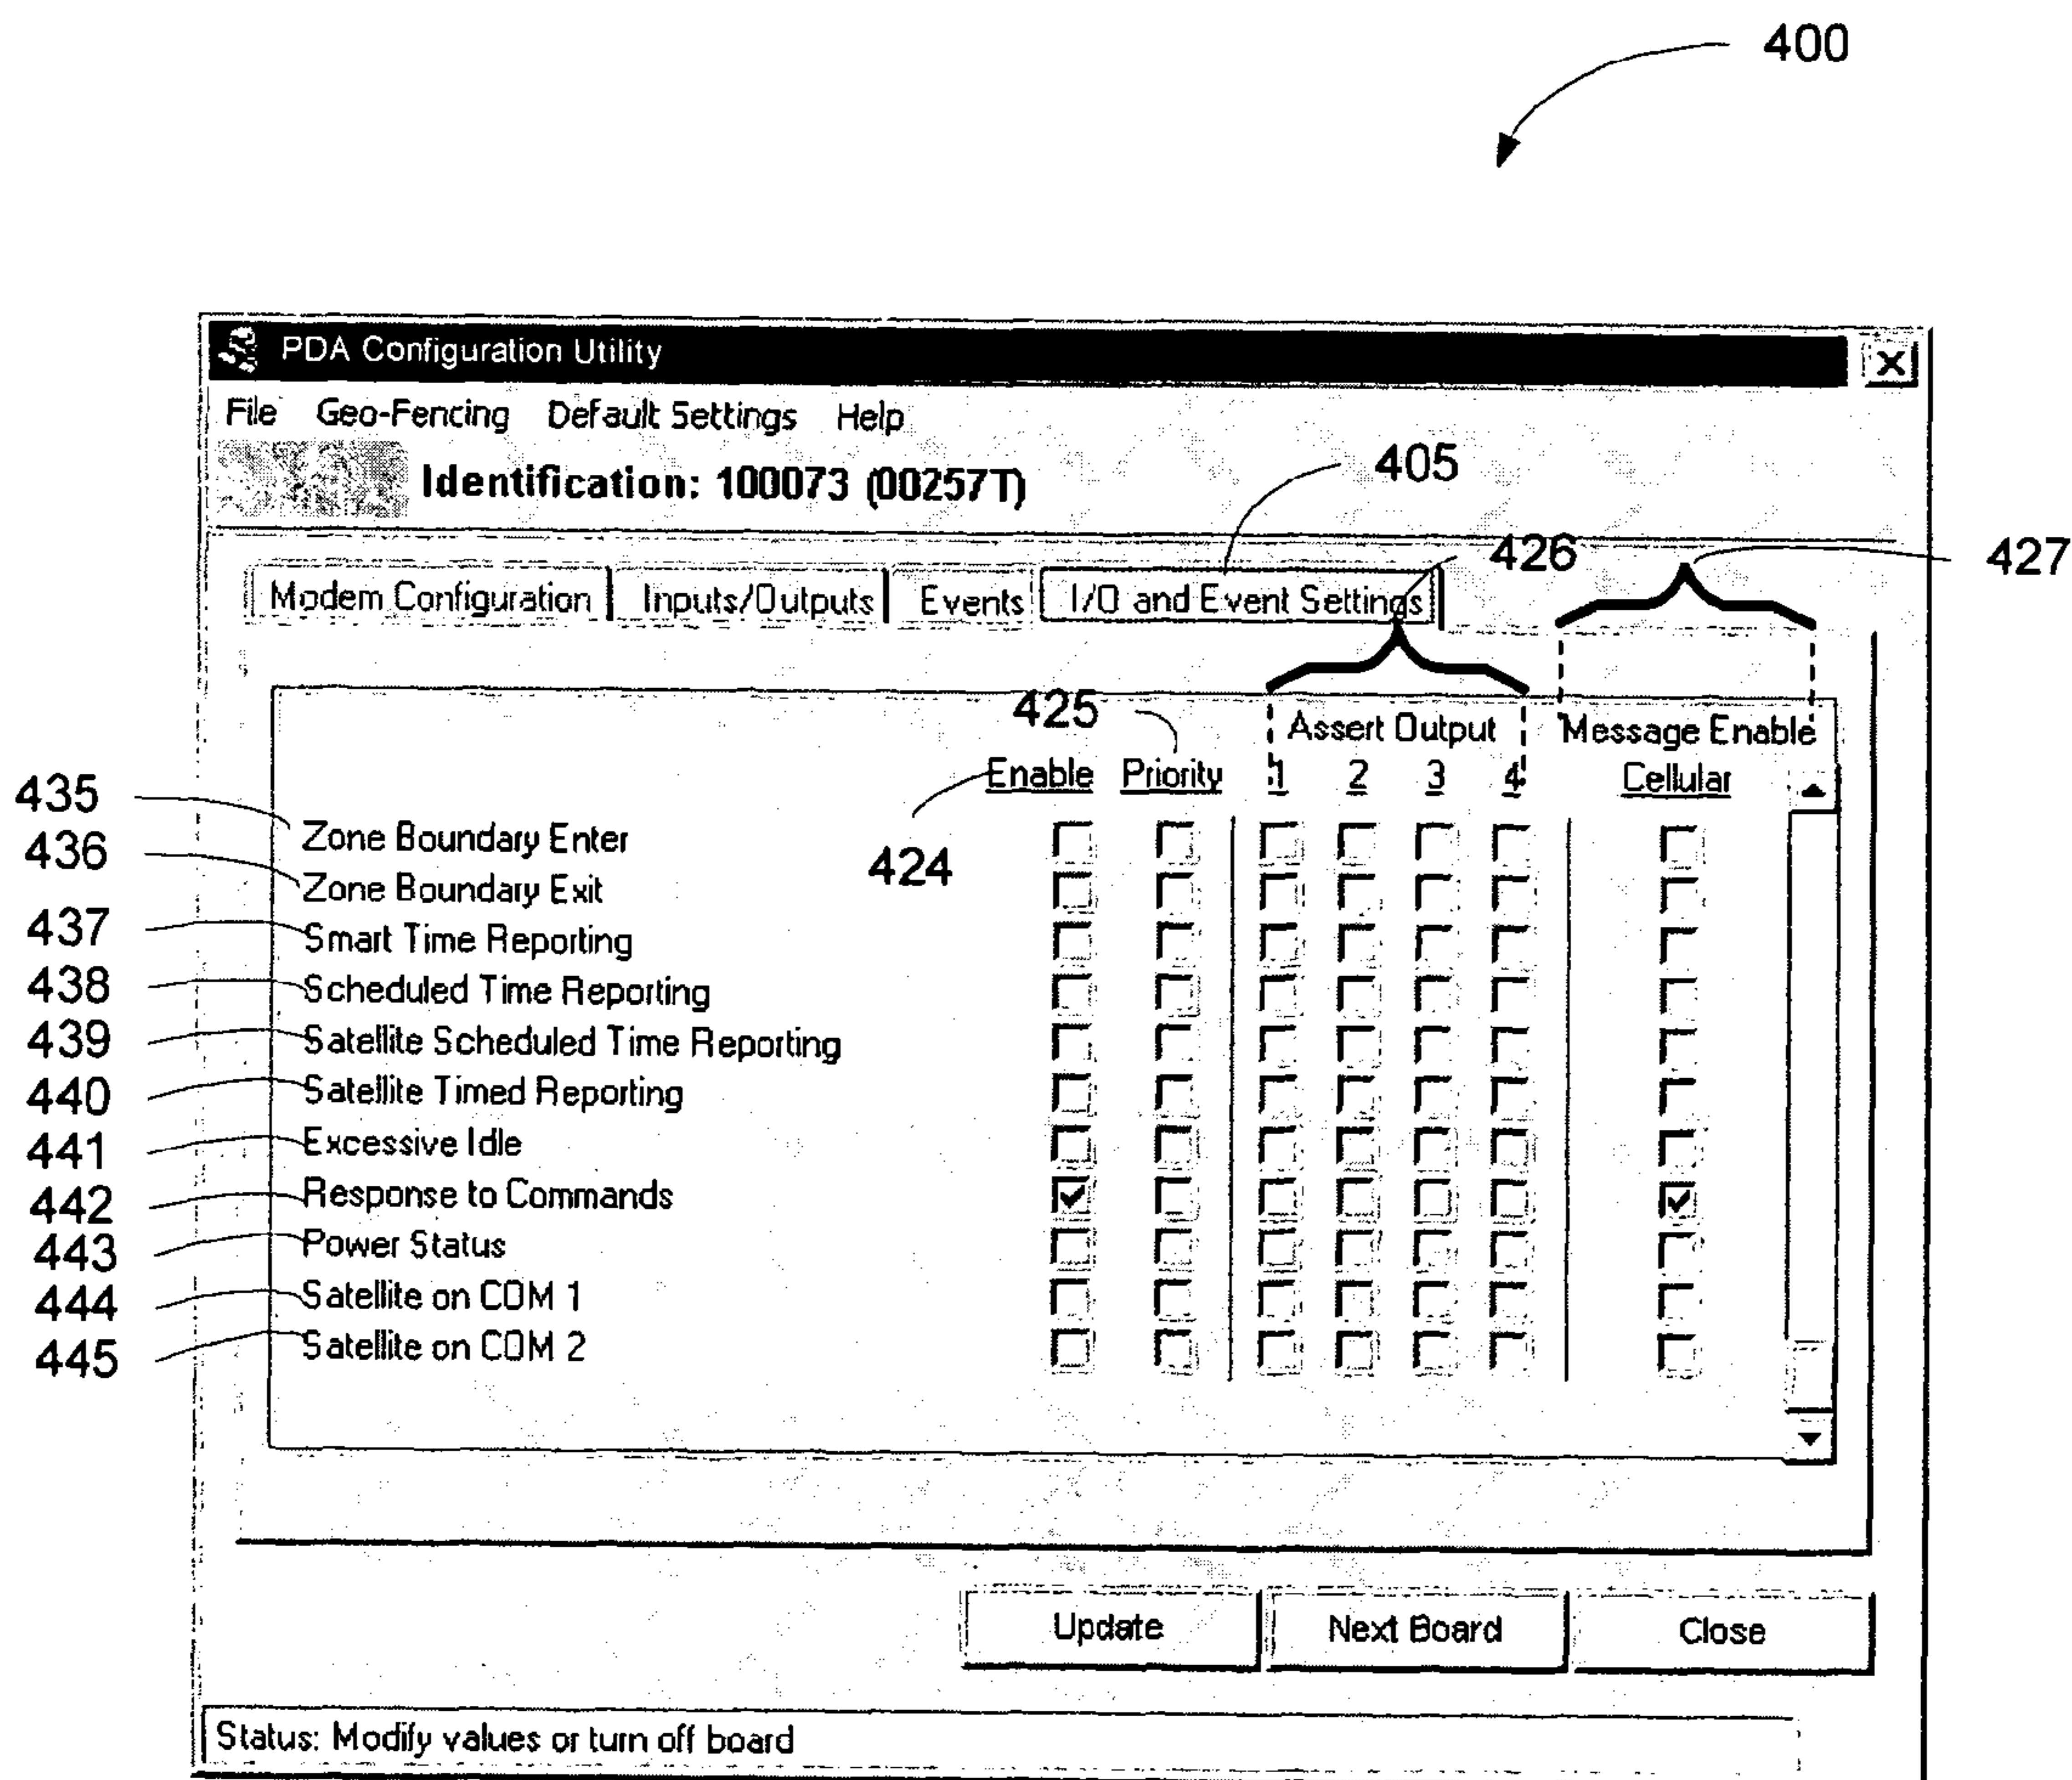 400
PDA Configuration Utility
File Geo-Fencing Default Settings Help
Identification: 100073 (00257T)
405
426
427
Modem Configuration Inputs/Outputs Events I/O and Event Settings
425
Assert Output Message Enable
Enable Priority 1 2 3 4 Cellular
424
435 Zone Boundary Enter
436 Zone Boundary Exit
437 Smart Time Reporting
438 Scheduled Time Reporting
439 Satellite Scheduled Time Reporting
440 Satellite Timed Reporting
441 Excessive Idle
442 Response to Commands
443 Power Status
444 Satellite on COM 1
445 Satellite on COM 2
Update Next Board Close
Status: Modify values or turn off board